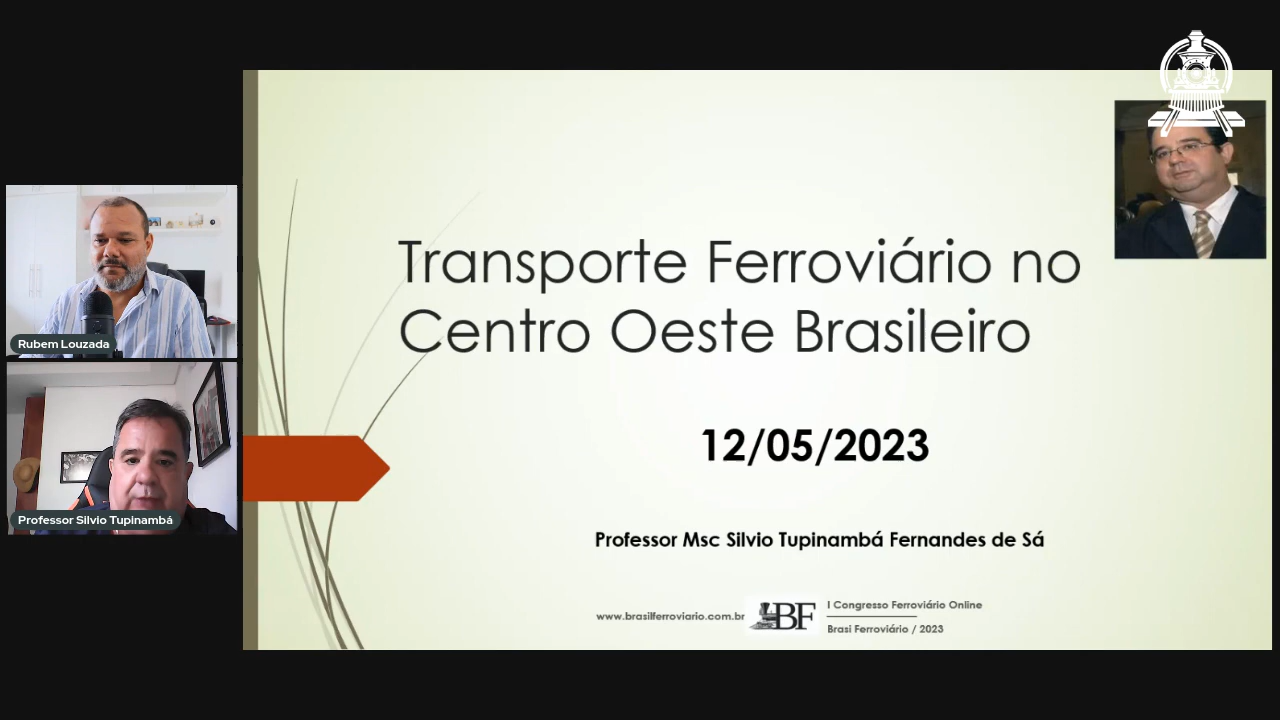 Transporte Ferroviário no
Centro Oeste Brasileiro
Rubem Louzada
12/05/2023
Professor Silvio Tupinambá
Professor Msc Silvio Tupinambá Fernandes de Sá
www.brasilferroviario.com.br
BF
I Congresso Ferroviário Online
Brasi Ferroviário / 2023